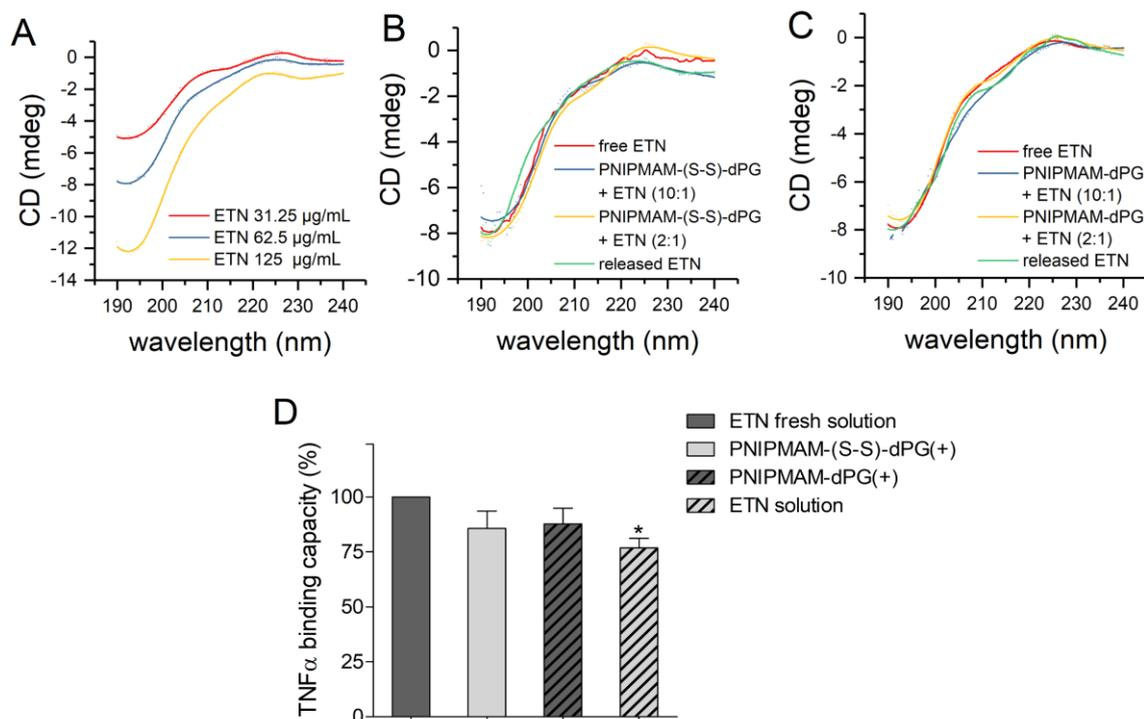 A
CD (mdeg)
0
-2
-4
-6
-8
-10
-12
-14
190 200 210 220 230 240
wavelength (nm)
ETN 31.25 µg/mL
ETN 62.5 µg/mL
ETN 125 µg/mL
B
CD (mdeg)
0
-2
-4
-6
-8
-10
190 200 210 220 230 240
wavelength (nm)
free ETN
PNIPMAM-(S-S)-dPG
+ ETN (10:1)
PNIPMAM-(S-S)-dPG
+ ETN (2:1)
released ETN
C
CD (mdeg)
0
-2
-4
-6
-8
-10
190 200 210 220 230 240
wavelength (nm)
free ETN
PNIPMAM-dPG
+ ETN (10:1)
PNIPMAM-dPG
+ ETN (2:1)
released ETN
D
TNFα binding capacity (%)
100
75
50
25
0
*
ETN fresh solution
PNIPMAM-(S-S)-dPG(+)
PNIPMAM-dPG(+)
ETN solution